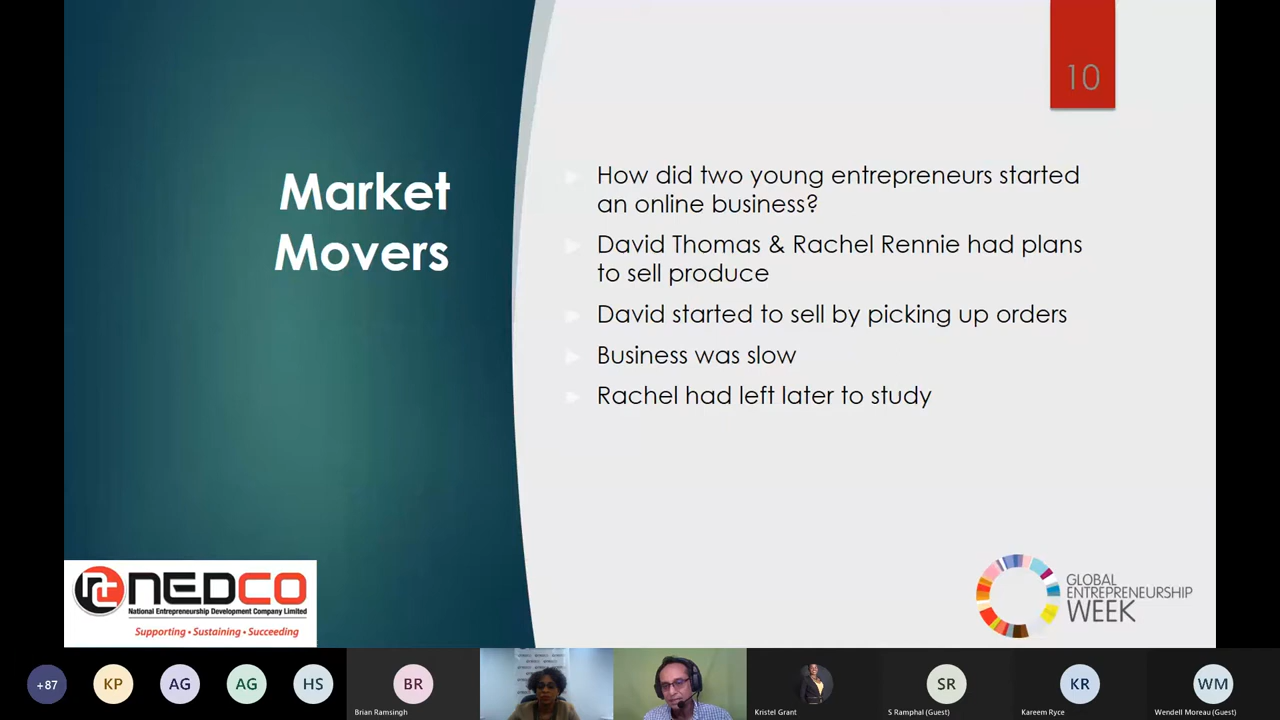 10
Market
Movers
How did two young entrepreneurs started
an online business?
David Thomas & Rachel Rennie had plans
to sell produce
David started to sell by picking up orders
Business was slow
Rachel had left later to study
NEDCO
National Entrepreneurship Development Company Limited
Supporting • Sustaining • Succeeding
GLOBAL
ENTREPRENEURSHIP
WEEK
+87
KP
AG
AG
HS
BR
Brian Ramsingh
Kristel Grant
SR
S Ramphal (Guest)
KR
Kareem Ryce
WM
Wendell Moreau (Guest)